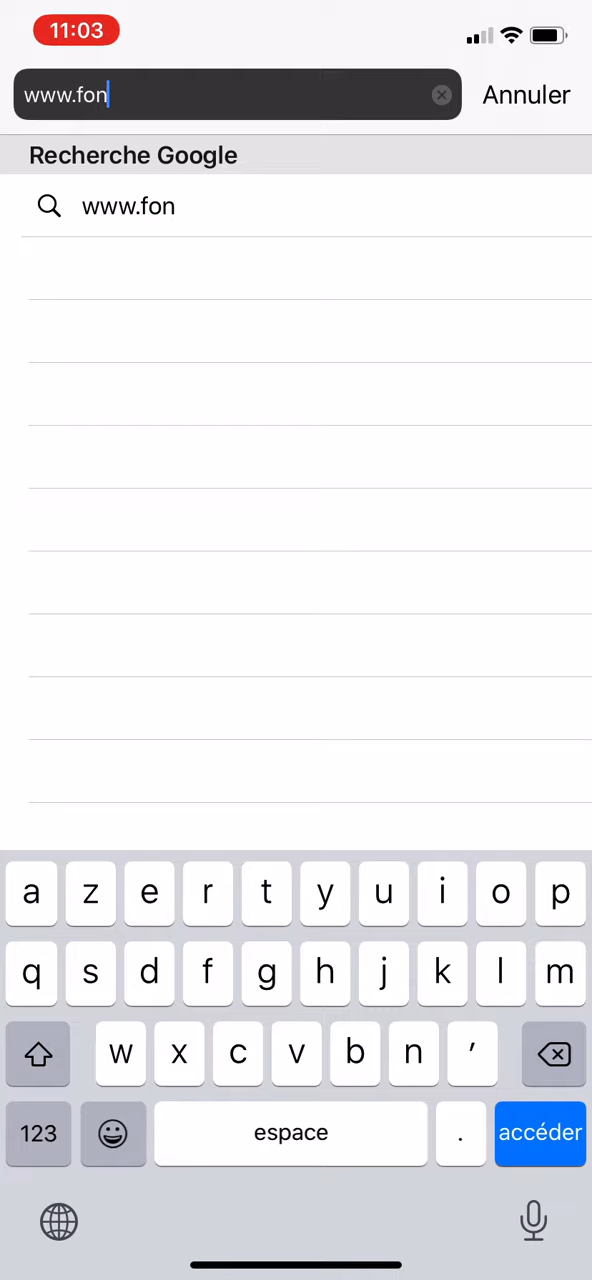 11:03
www.fon
Annuler
Recherche Google
www.fon
a z e r t y u i o p
q s d f g h j k l m
w x c v b n ’
123 espace . accéder